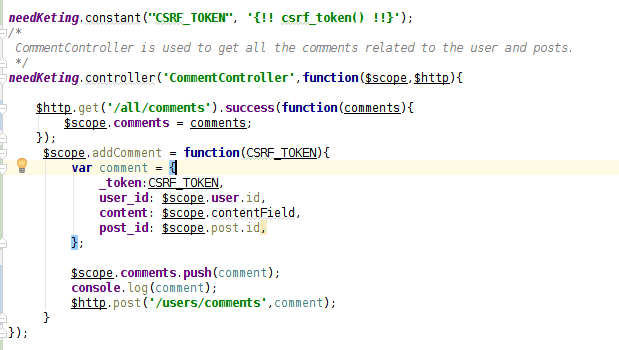 needKeting.constant("CSRF_TOKEN", '{!! csrf_token() !!}');
/*
CommentController is used to get all the comments related to the user and posts.
*/
needKeting.controller('CommentController',function($scope,$http){
$http.get('/all/comments').success(function(comments){
$scope.comments = comments;
});
$scope.addComment = function(CSRF_TOKEN){
var comment = {
_token:CSRF_TOKEN,
user_id: $scope.user.id,
content: $scope.contentField,
post_id: $scope.post.id,
};
$scope.comments.push(comment);
console.log(comment);
$http.post('/users/comments',comment);
}
});